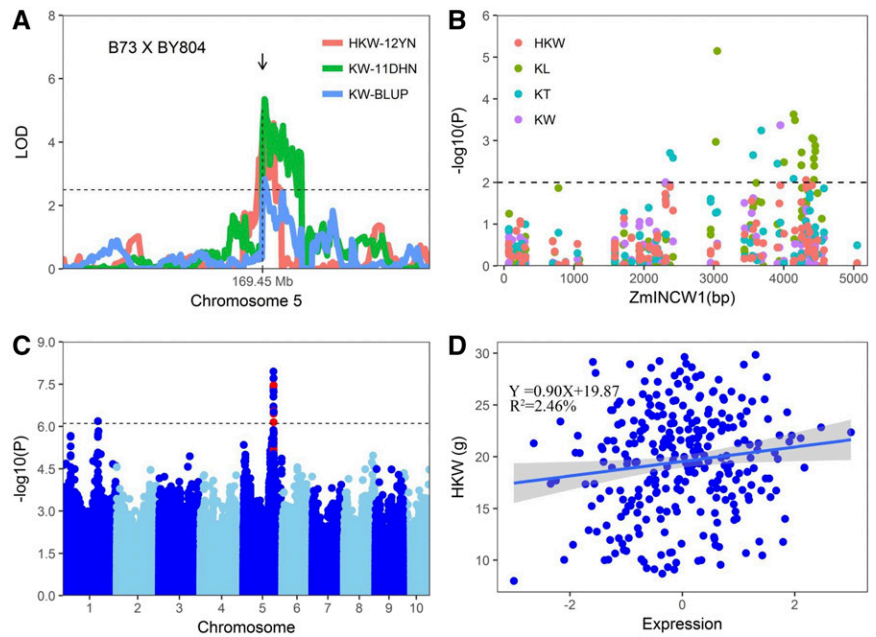 A
8
6
4
2
0
LOD
B73 X BY804
HKW-12YN
KW-11DHN
KW-BLUP
169.45 Mb
Chromosome 5
B
6
5
4
3
2
1
0
-log10(P)
HKW
KL
KT
KW
0 1000 2000 3000 4000 5000
ZmINCW1(bp)
C
9.0
7.5
6.0
4.5
3.0
1.5
0.0
-log10(P)
1 2 3 4 5 6 7 8 9 10
Chromosome
D
30
25
20
15
10
HKW (g)
Y =0.90X+19.87
R²=2.46%
-2 0 2
Expression